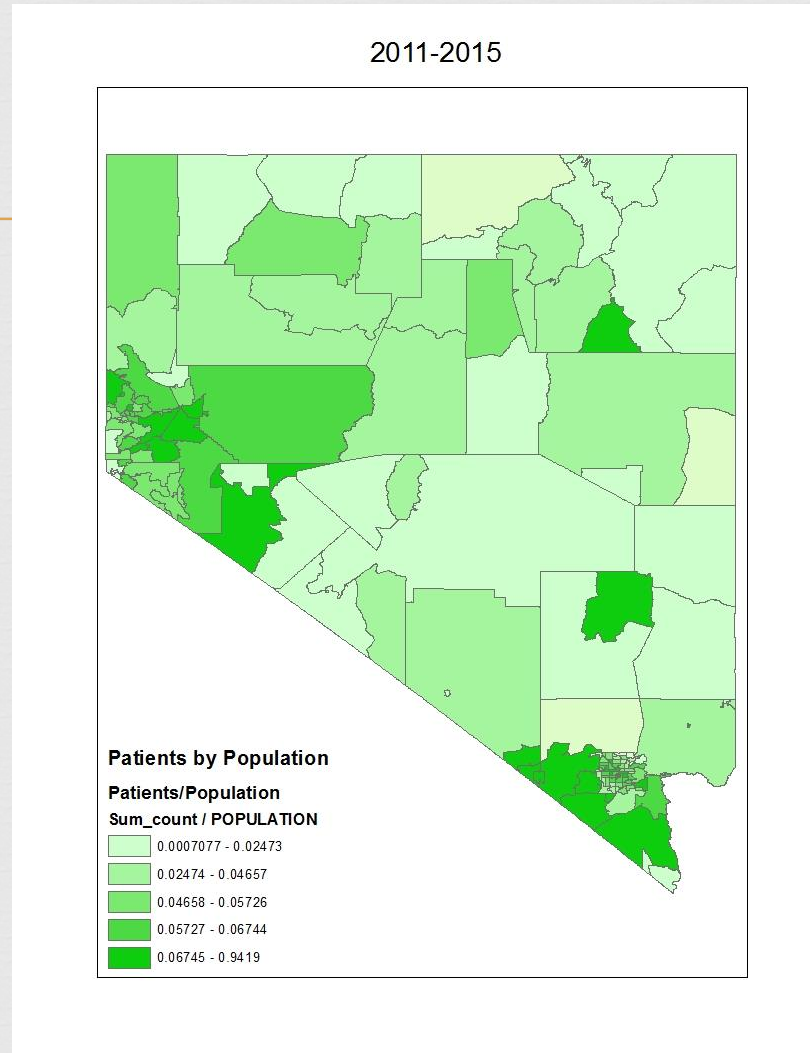 2011-2015
Patients by Population
Patients/Population
Sum_count / POPULATION
0.0007077 - 0.02473
0.02474 - 0.04657
0.04658 - 0.05726
0.05727 - 0.06744
0.06745 - 0.9419